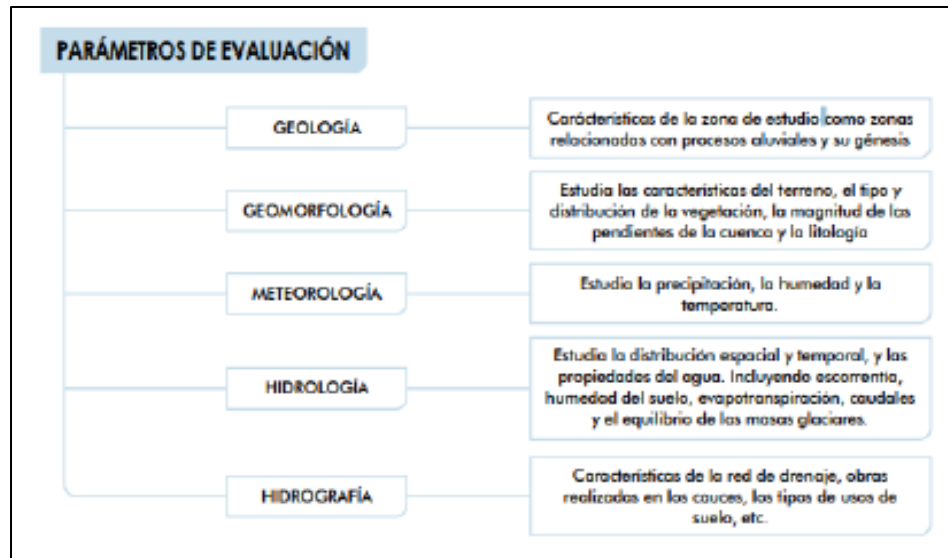 PARÁMETROS DE EVALUACIÓN
GEOLOGÍA
Carácterísticas de la zona de estudio como zonas
relacionadas con procesos aluviales y su génesis
GEOMORFOLOGÍA
Estudia las características del terreno, el tipo y
distribución de la vegetación, la magnitud de las
pendientes de la cuenca y la litología
METEOROLOGÍA
Estudia la precipitación, la humedad y la
temperatura.
HIDROLOGÍA
Estudia la distribución espacial y temporal, y las
propiedades del agua. Incluyendo escorrentía,
humedad del suelo, evapotranspiración, caudales
y el equilibrio de las masas glaciares.
HIDROGRAFÍA
Características de la red de drenaje, obras
realizadas en los cauces, los tipos de usos de
suelo, etc.